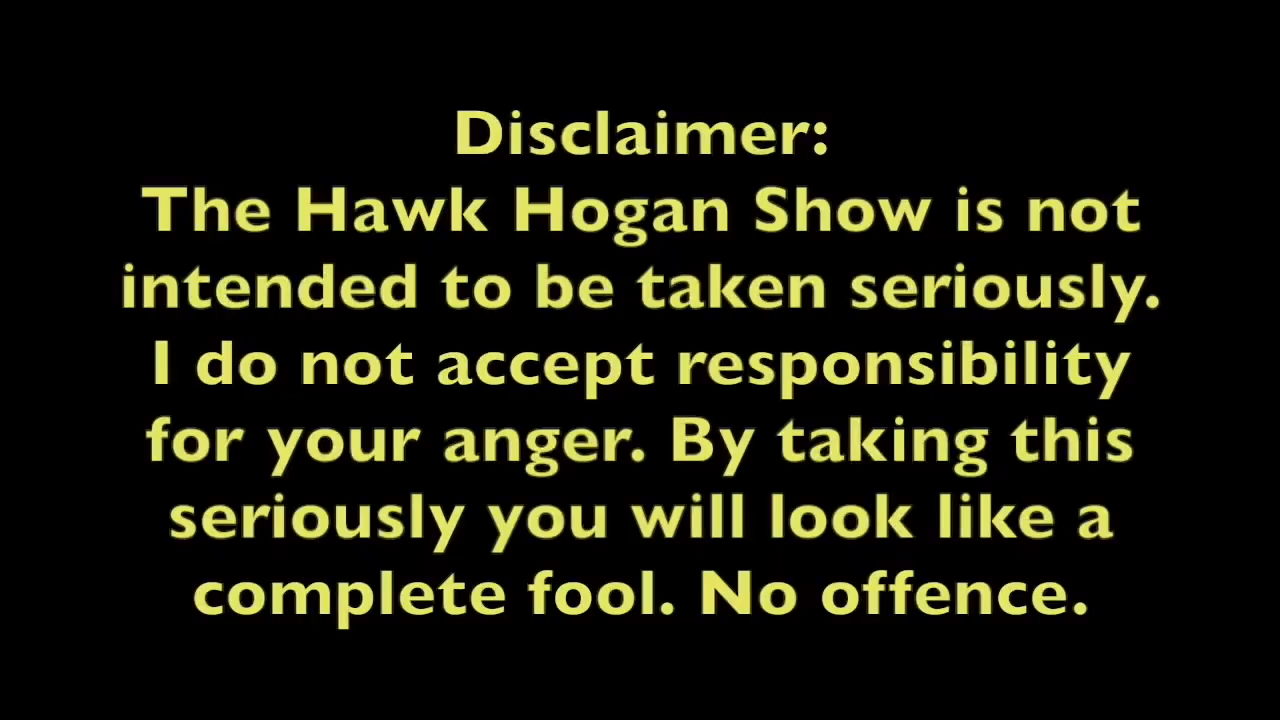 Disclaimer:
The Hawk Hogan Show is not
intended to be taken seriously.
I do not accept responsibility
for your anger. By taking this
seriously you will look like a
complete fool. No offence.